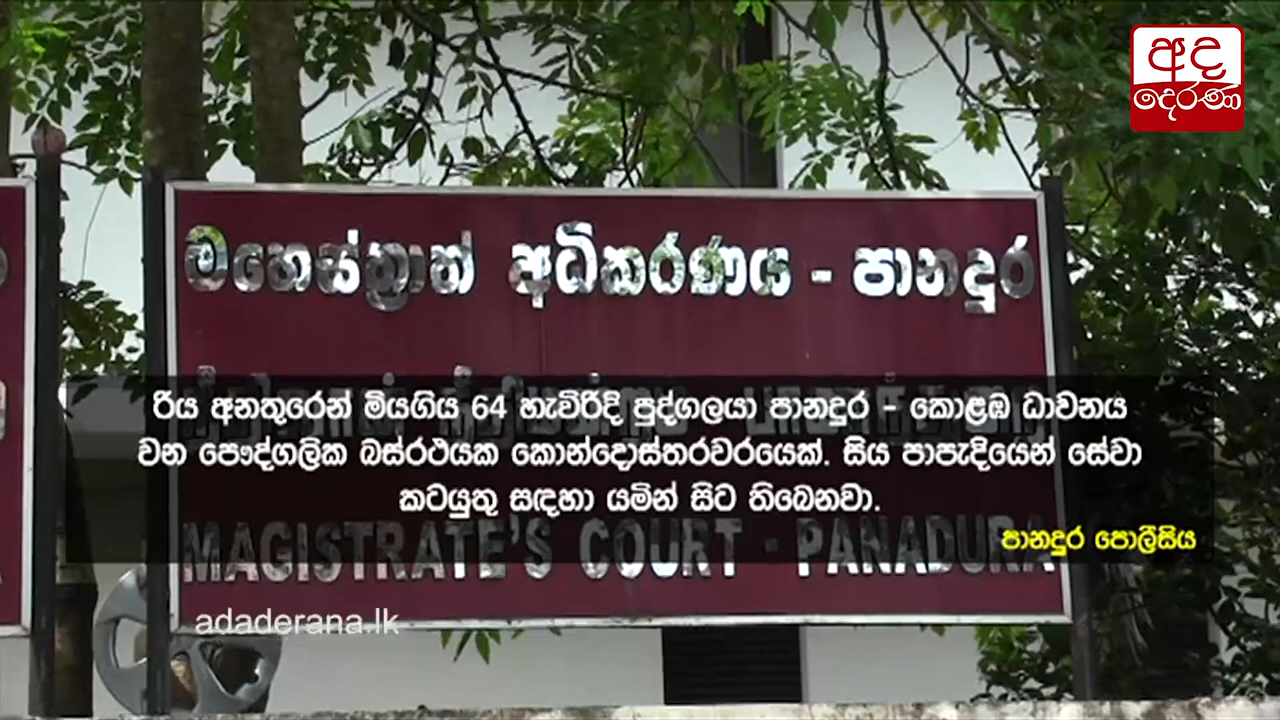 අද
දෙරණ
මහෙස්ත්‍රාත් අධිකරණය - පානදුර
රිය අනතුරෙන් මියගිය 64 හැවිරිදි පුද්ගලයා පානදුර - කොළඹ ධාවනය
වන පෞද්ගලික බස්රථයක කොන්දොස්තරවරයෙක්. සිය පාපැදියෙන් සේවා
කටයුතු සඳහා යමින් සිට තිබෙනවා.
පානදුර පොලීසිය
MAGISTRATE'S COURT - PANADURA
adaderana.lk